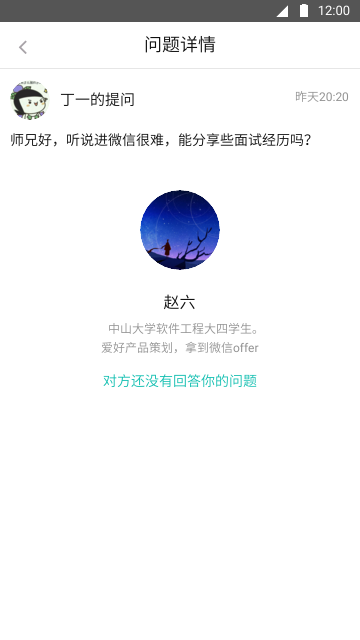 12:00
问题详情
丁一的提问
昨天20:20
师兄好，听说进微信很难，能分享些面试经历吗？
赵六
中山大学软件工程大四学生。
爱好产品策划，拿到微信offer
对方还没有回答你的问题